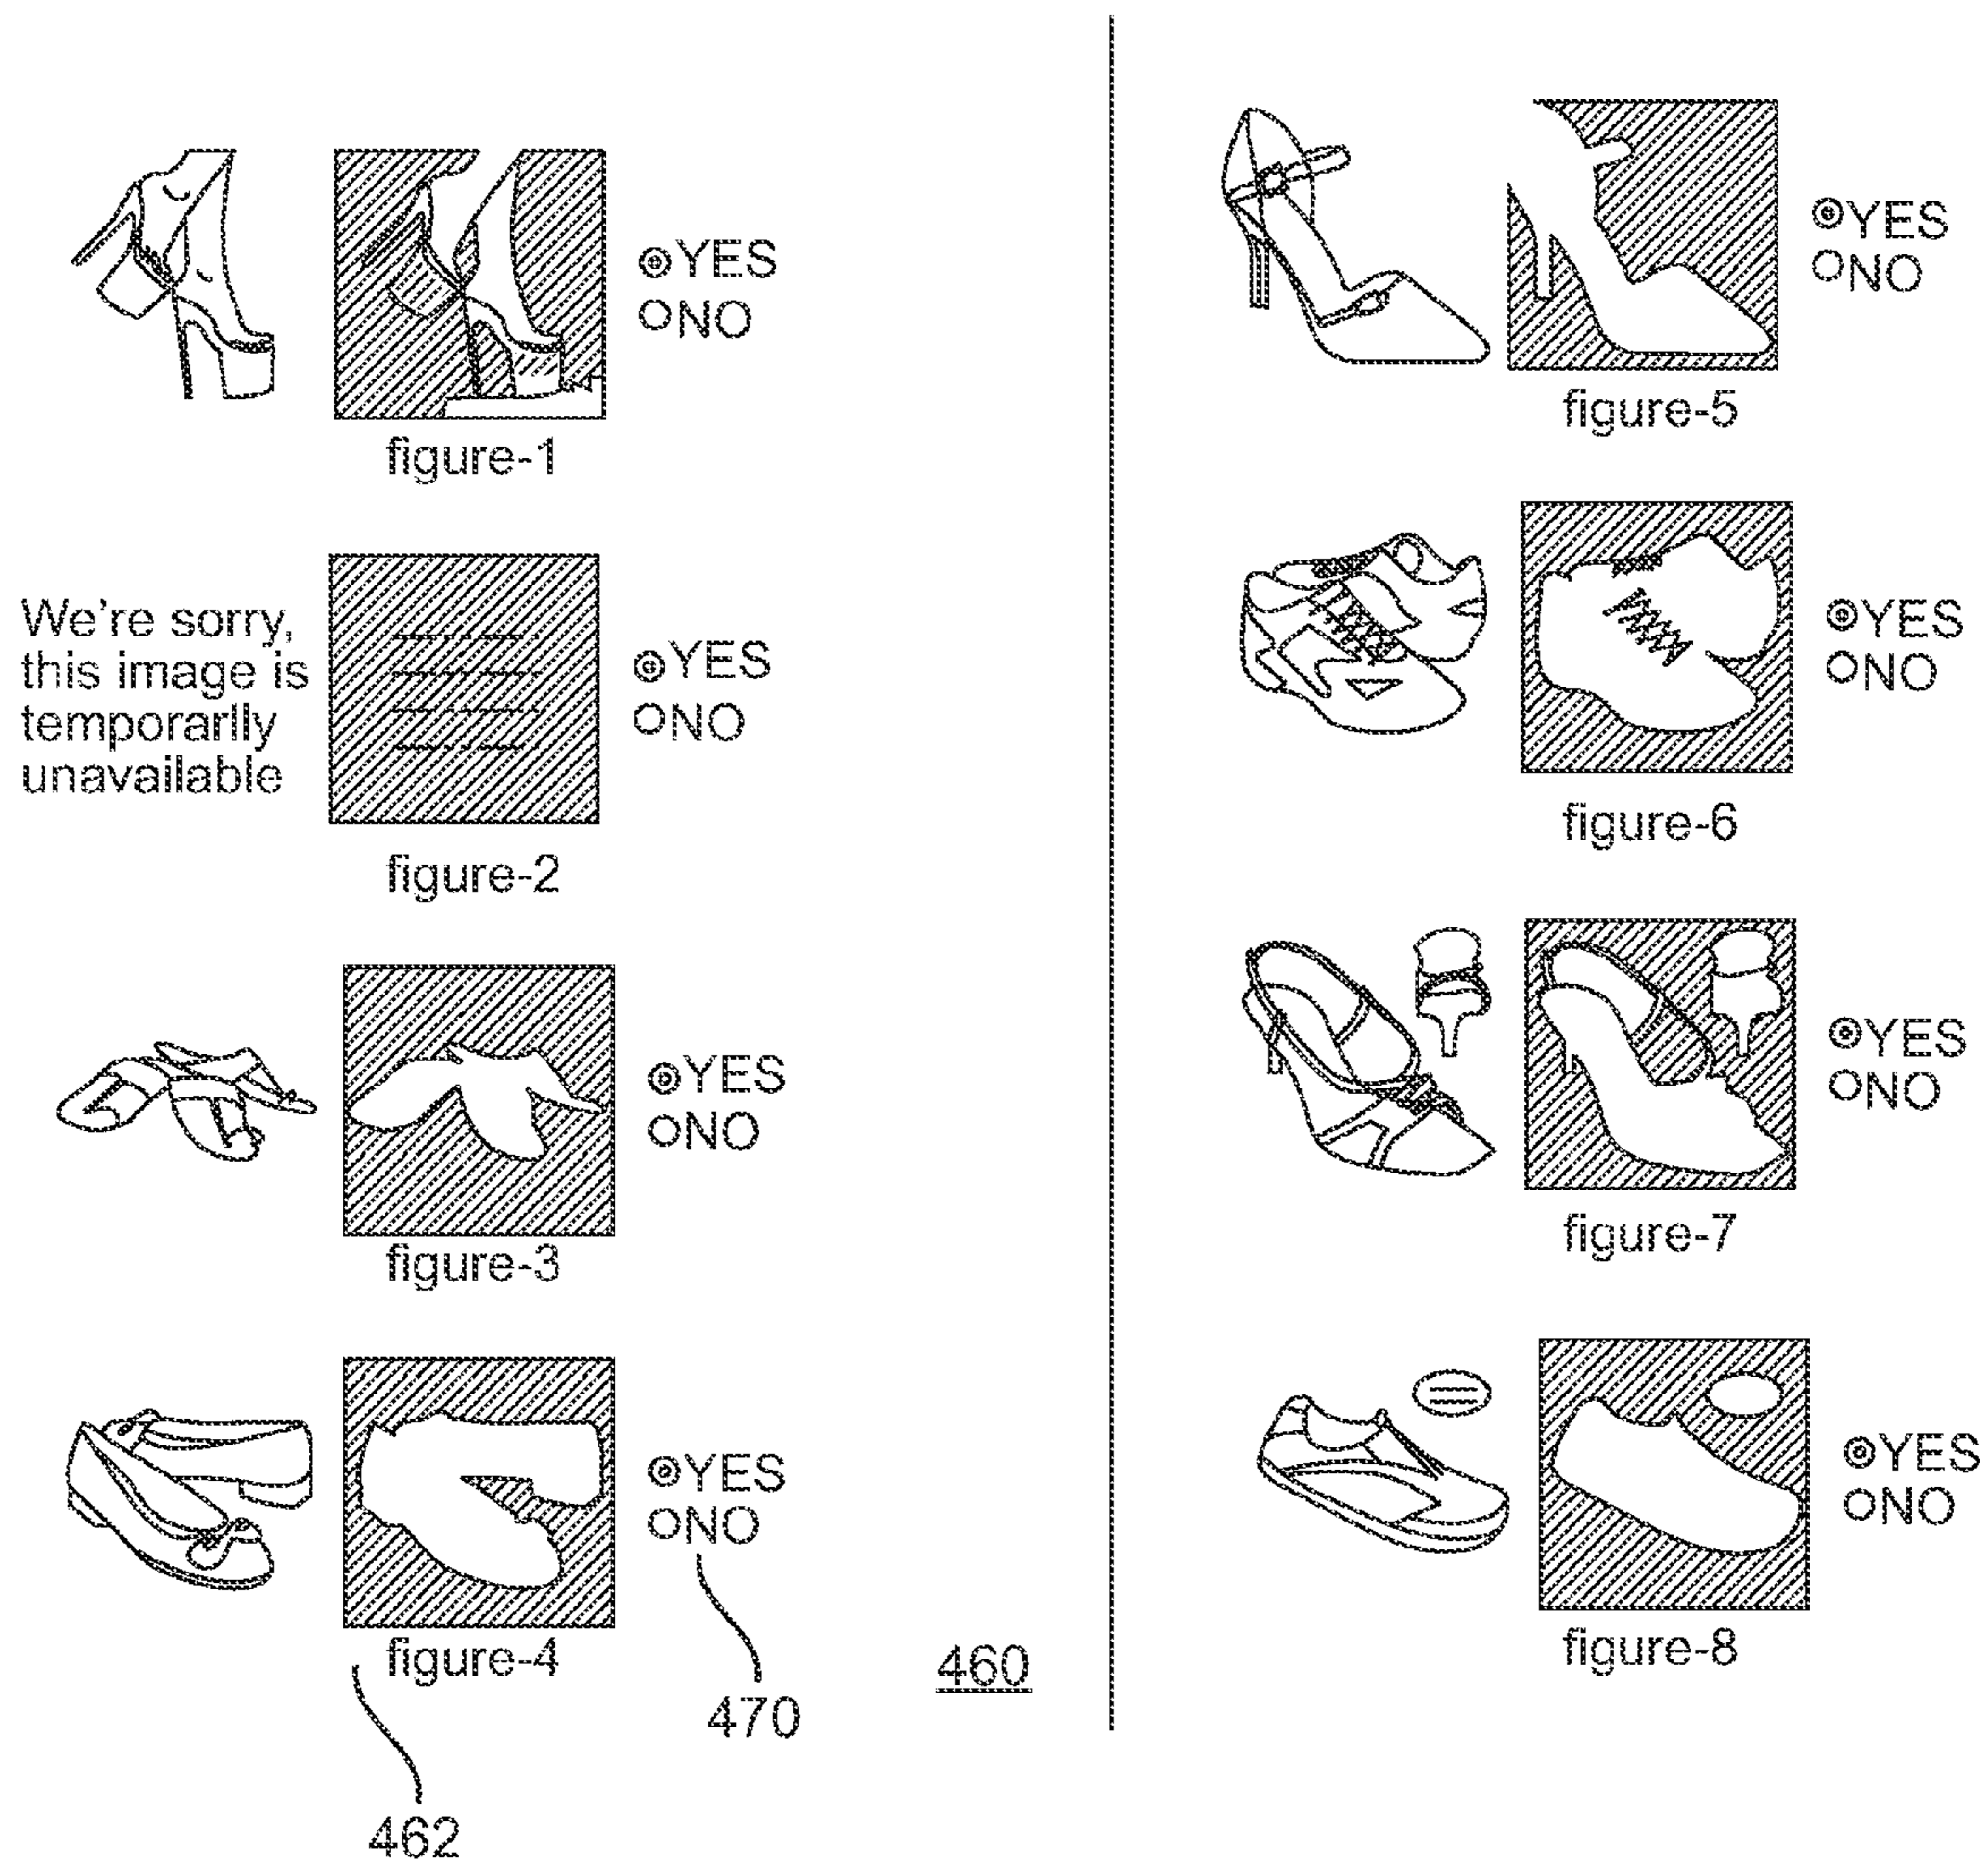 YES
NO
figure-1
We're sorry,
this image is
temporarily
unavailable
YES
NO
figure-2
YES
NO
figure-3
YES
NO
figure-4
470
462
460
YES
NO
figure-5
YES
NO
figure-6
YES
NO
figure-7
YES
NO
figure-8